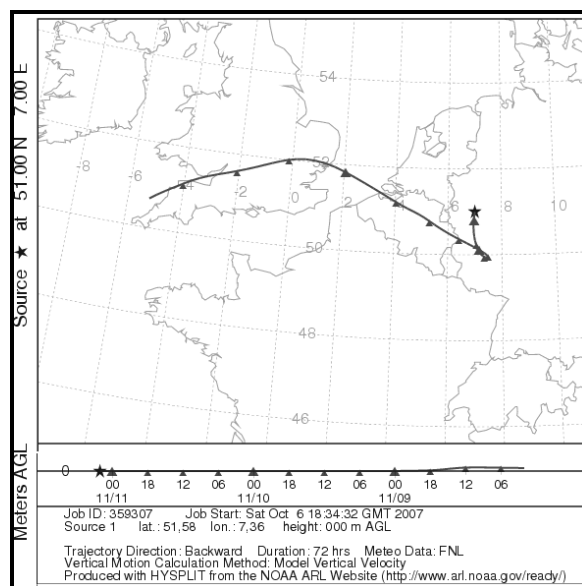 Source ★ at 51.00 N 7.00 E
54
52
50
48
46
-8
-6
-4
-2
0
2
4
6
8
10
Meters AGL
0
00 18 12 06 00 18 12 06 00 18 12 06
11/11 11/10 11/09
Job ID: 359307 Job Start: Sat Oct 6 18:34:32 GMT 2007
Source 1 lat.: 51,58 lon.: 7,36 height: 000 m AGL
Trajectory Direction: Backward Duration: 72 hrs Meteo Data: FNL
Vertical Motion Calculation Method: Model Vertical Velocity
Produced with HYSPLIT from the NOAA ARL Website (http://www.arl.noaa.gov/ready/)